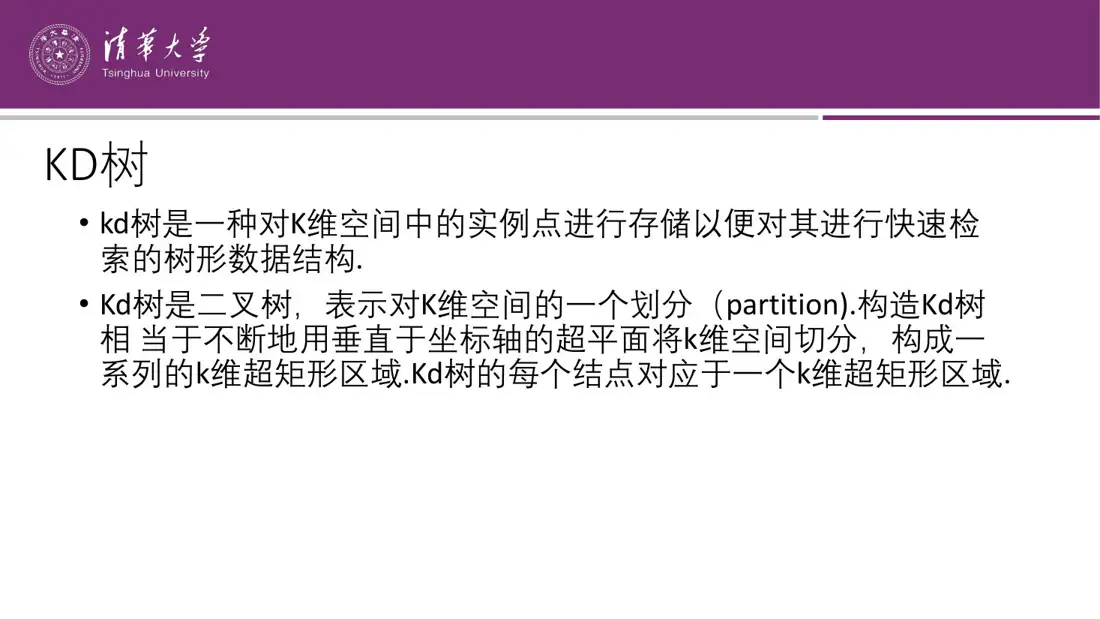 清华大学
Tsinghua University
KD树
• kd树是一种对K维空间中的实例点进行存储以便对其进行快速检
索的树形数据结构.
• Kd树是二叉树，表示对K维空间的一个划分（partition).构造Kd树
相 当于不断地用垂直于坐标轴的超平面将k维空间切分，构成一
系列的k维超矩形区域.Kd树的每个结点对应于一个k维超矩形区域.